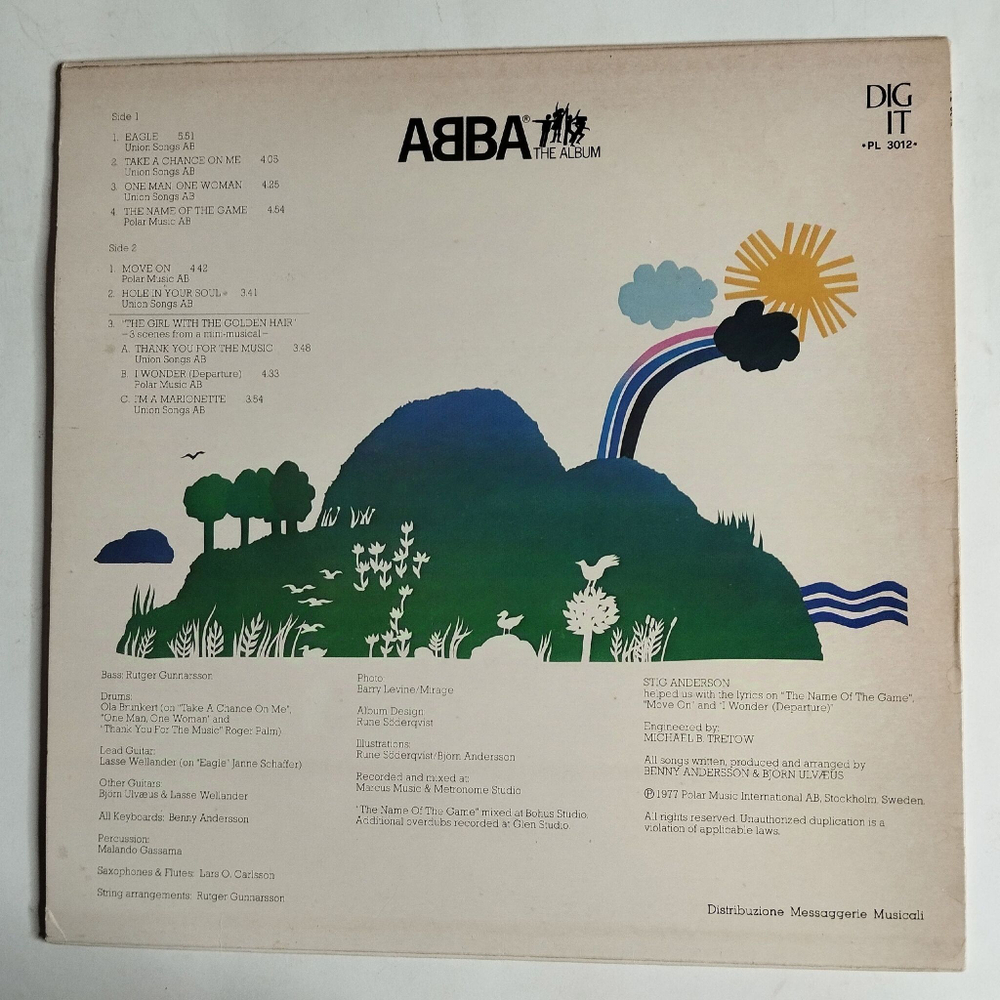 Side 1
1. EAGLE 5.51
Union Songs AB
2. TAKE A CHANCE ON ME 4.05
Union Songs AB
3. ONE MAN, ONE WOMAN 4.25
Union Songs AB
4. THE NAME OF THE GAME 4.54
Polar Music AB
Side 2
1. MOVE ON 4.42
Polar Music AB
2. HOLE IN YOUR SOUL 3.41
Union Songs AB
3. "THE GIRL WITH THE GOLDEN HAIR"
–3 scenes from a mini-musical–
A. THANK YOU FOR THE MUSIC 3.48
Union Songs AB
B. I WONDER (Departure) 4.33
Polar Music AB
C. I'M A MARIONETTE 3.54
Union Songs AB
ABBA®
THE ALBUM
DIG
IT
•PL 3012•
Bass: Rutger Gunnarsson
Drums:
Ola Brunkert (on "Take A Chance On Me",
"One Man, One Woman" and
"Thank You For The Music" Roger Palm)
Lead Guitar:
Lasse Wellander (on "Eagle" Janne Schaffer)
Other Guitars
Björn Ulvæus & Lasse Wellander
All Keyboards: Benny Andersson
Percussion:
Malando Gassama
Saxophones & Flutes: Lars O. Carlsson
String arrangements: Rutger Gunnarsson
Photo
Barry Levine/Mirage
Album Design
Rune Söderqvist
Illustrations:
Rune Söderqvist/Björn Andersson
Recorded and mixed at:
Marcus Music & Metronome Studio
"The Name Of The Game" mixed at Bohus Studio.
Additional overdubs recorded at Glen Studio.
STIG ANDERSON
helped us with the lyrics on "The Name Of The Game",
"Move On" and "I Wonder (Departure)"
Engineered by:
MICHAEL B. TRETOW
All songs written, produced and arranged by
BENNY ANDERSSON & BJÖRN ULVÆUS
℗ 1977 Polar Music International AB, Stockholm, Sweden.
All rights reserved. Unauthorized duplication is a
violation of applicable laws.
Distribuzione Messaggerie Musicali